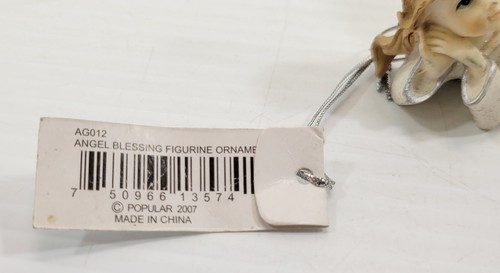 AG012
ANGEL BLESSING FIGURINE ORNAME
7 50966 13574
© POPULAR 2007
MADE IN CHINA